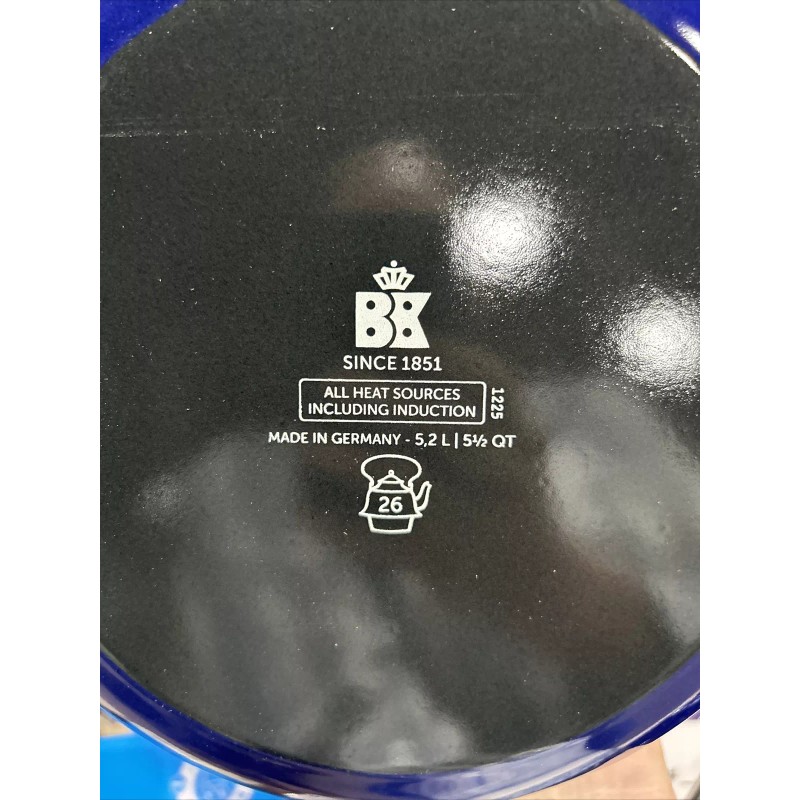 BK
SINCE 1851
ALL HEAT SOURCES
INCLUDING INDUCTION
1225
MADE IN GERMANY - 5,2 L | 5½ QT
26